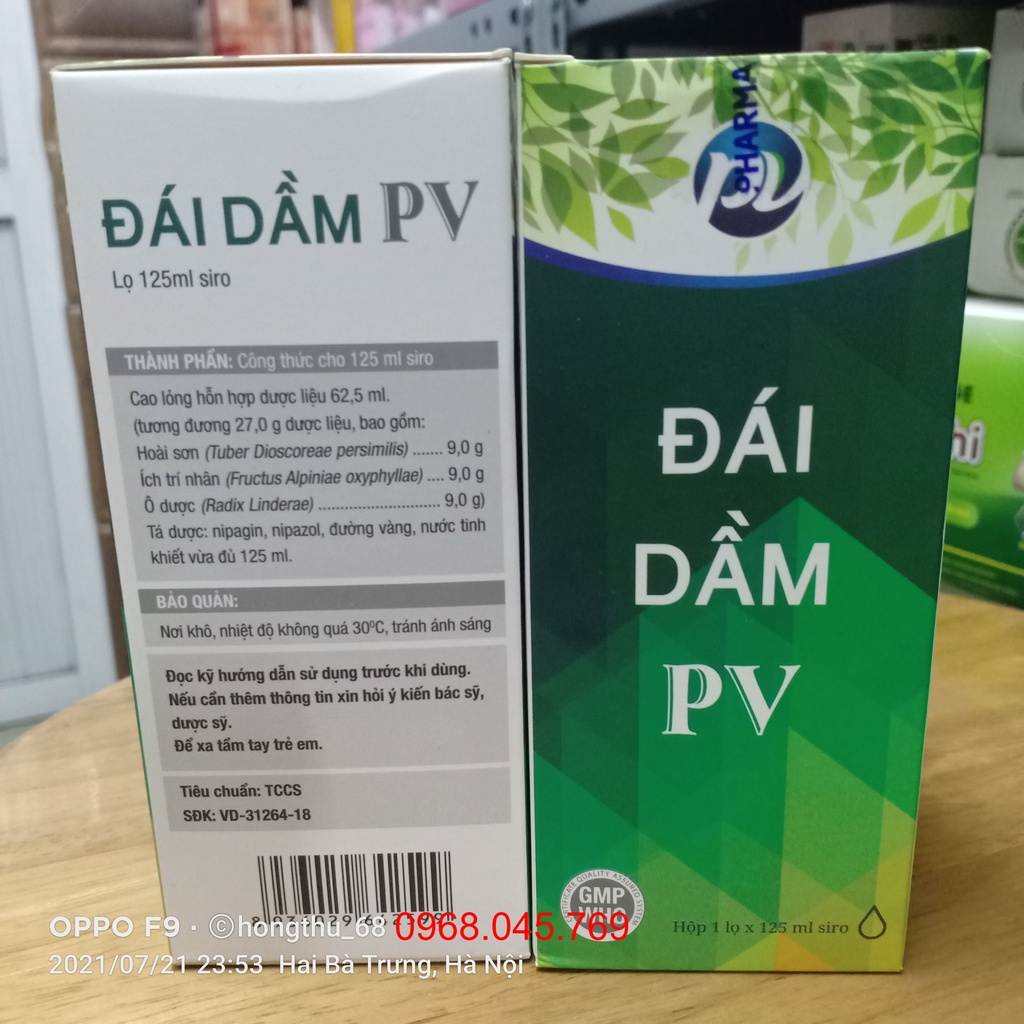 ĐÁI DẦM PV
Lọ 125ml siro
THÀNH PHẦN: Công thức cho 125 ml siro
Cao lỏng hỗn hợp dược liệu 62,5 ml.
(tương đương 27,0 g dược liệu, bao gồm:
Hoài sơn (Tuber Dioscoreae persimilis) ....... 9,0 g
Ích trí nhân (Fructus Alpiniae oxyphyllae) .... 9,0 g
Ô dược (Radix Linderae) ............................ 9,0 g)
Tá dược: nipagin, nipazol, đường vàng, nước tinh
khiết vừa đủ 125 ml.
BẢO QUẢN:
Nơi khô, nhiệt độ không quá 30⁰C, tránh ánh sáng
Đọc kỹ hướng dẫn sử dụng trước khi dùng.
Nếu cần thêm thông tin xin hỏi ý kiến bác sỹ,
dược sỹ.
Để xa tầm tay trẻ em.
Tiêu chuẩn: TCCS
SĐK: VD-31264-18
PHARMA
ĐÁI
DẦM
PV
GMP
WHO
Hộp 1 lọ x 125 ml siro
OPPO F9 · ©hongthu_68
0968.045.769
2021/07/21 23:53 Hai Bà Trưng, Hà Nội